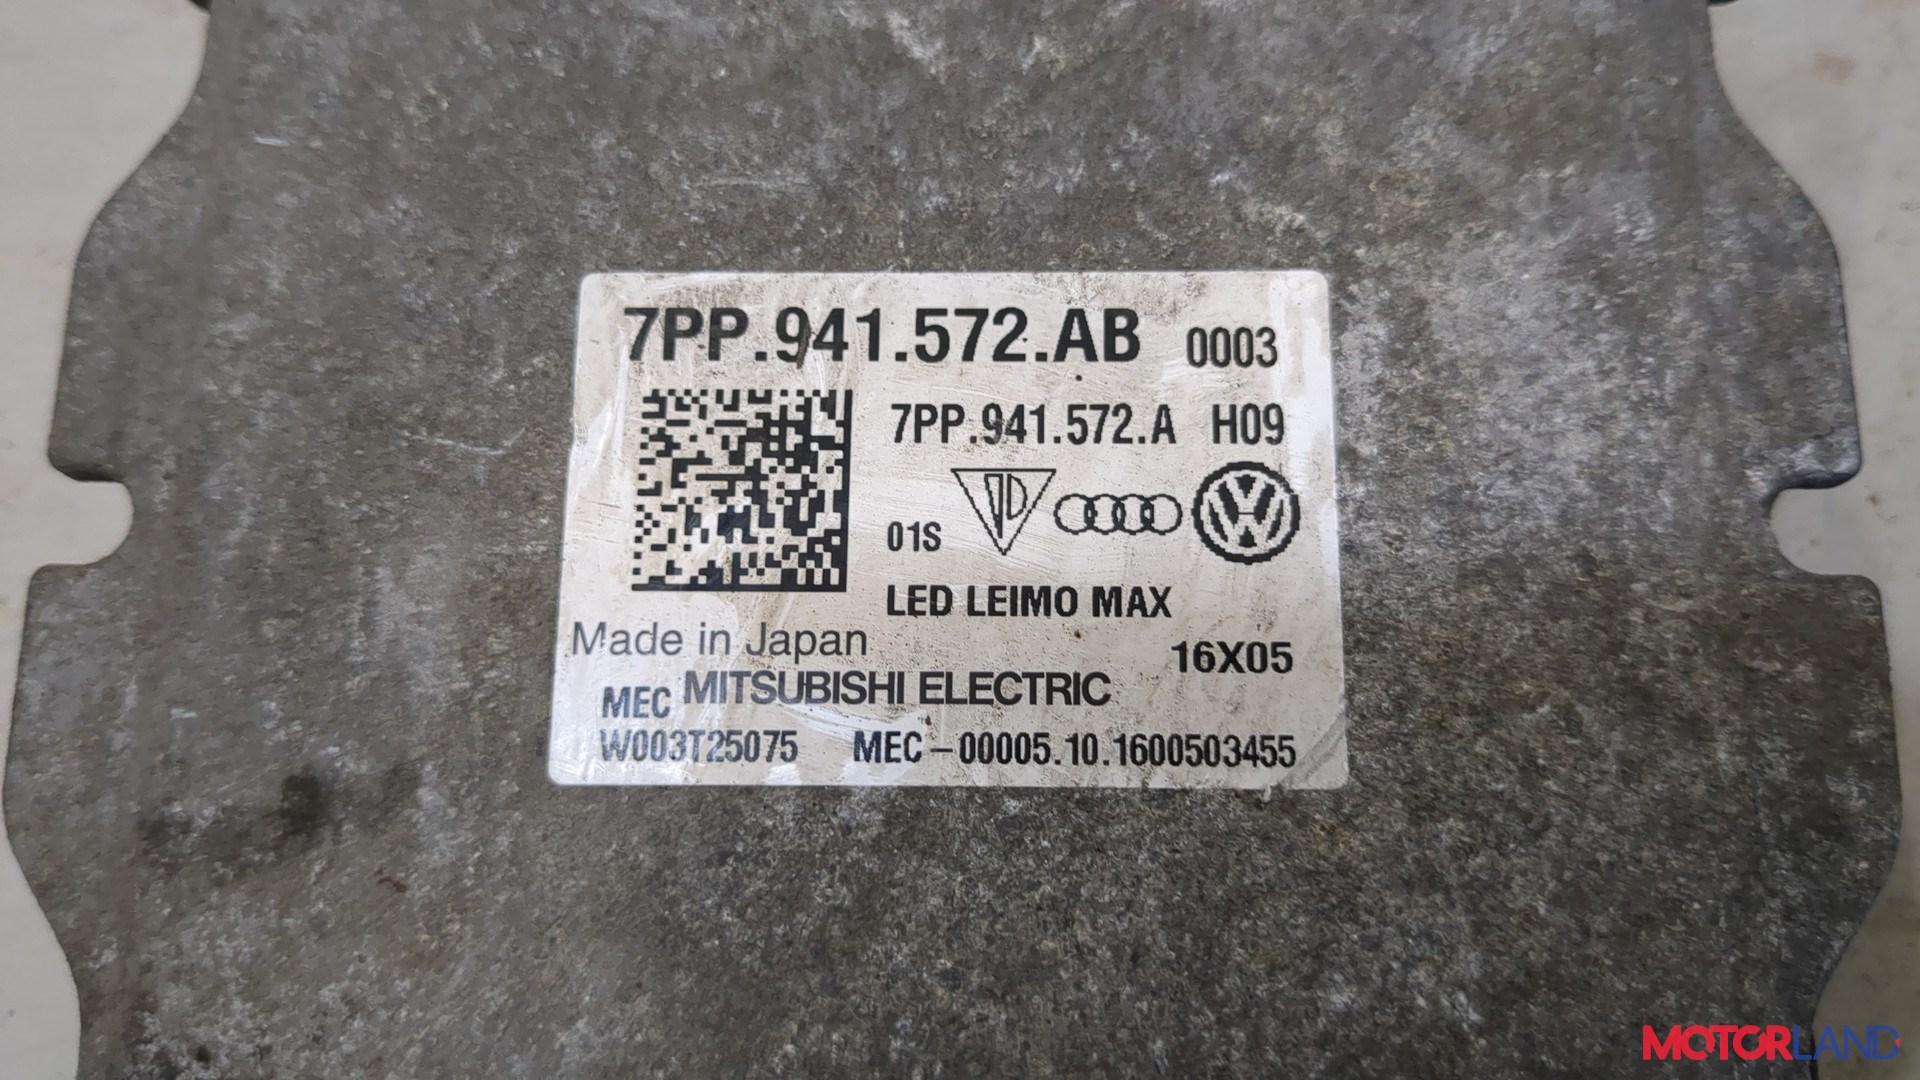 7PP.941.572.AB 0003
7PP.941.572.A H09
01S
LED LEIMO MAX
Made in Japan
16X05
MEC MITSUBISHI ELECTRIC
W003T25075 MEC-00005.10.1600503455
MOTORLAND